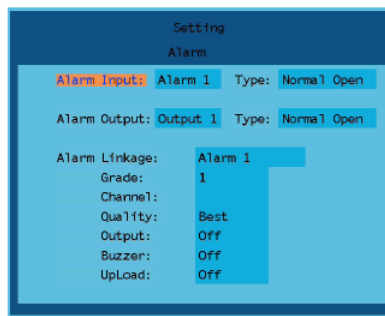 Setting
Alarm
Alarm Input: Alarm 1 Type: Normal Open
Alarm Output: Output 1 Type: Normal Open
Alarm Linkage: Alarm 1
Grade: 1
Channel:
Quality: Best
Output: Off
Buzzer: Off
UpLoad: Off